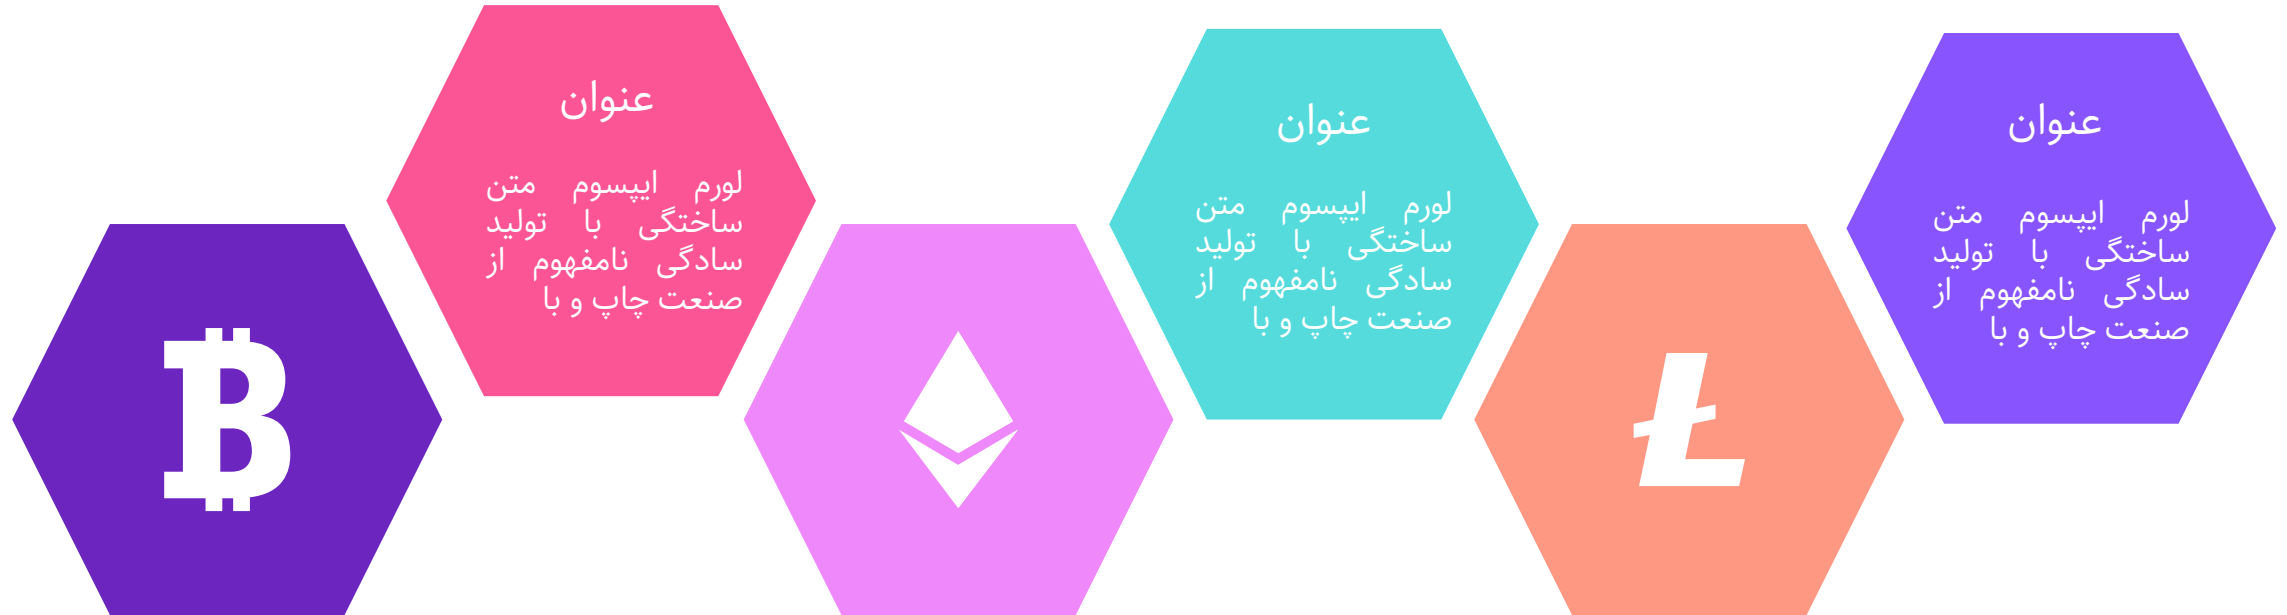 عنوان
لورم ایپسوم متن
ساختگی با تولید
سادگی نامفهوم از
صنعت چاپ و با
عنوان
لورم ایپسوم متن
ساختگی با تولید
سادگی نامفهوم از
صنعت چاپ و با
عنوان
لورم ایپسوم متن
ساختگی با تولید
سادگی نامفهوم از
صنعت چاپ و با